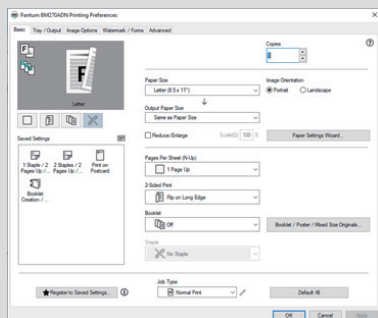 Pantum BM270ADN Printing Preferences
Basic Tray / Output Image Options Watermark / Forms Advanced
Copies
Paper Size
Image Orientation
Letter (8.5 x 11")
Portrait Landscape
Letter
Output Paper Size
Same as Paper Size
Reduce/Enlarge Scale(S): 100 %
Paper Settings Wizard...
Saved Settings
Pages Per Sheet (N-Up)
1 Page Up
1 Staple / 2 Pages Up /...
2 Staples / 2 Pages Up /...
Print on Postcard
2-Sided Print
Flip on Long Edge
Booklet Creation /...
Booklet
Off
Booklet / Poster / Mixed Size Originals...
Staple
No Staple
Job Type
Register to Saved Settings...
Normal Print
Default All
OK Cancel Apply